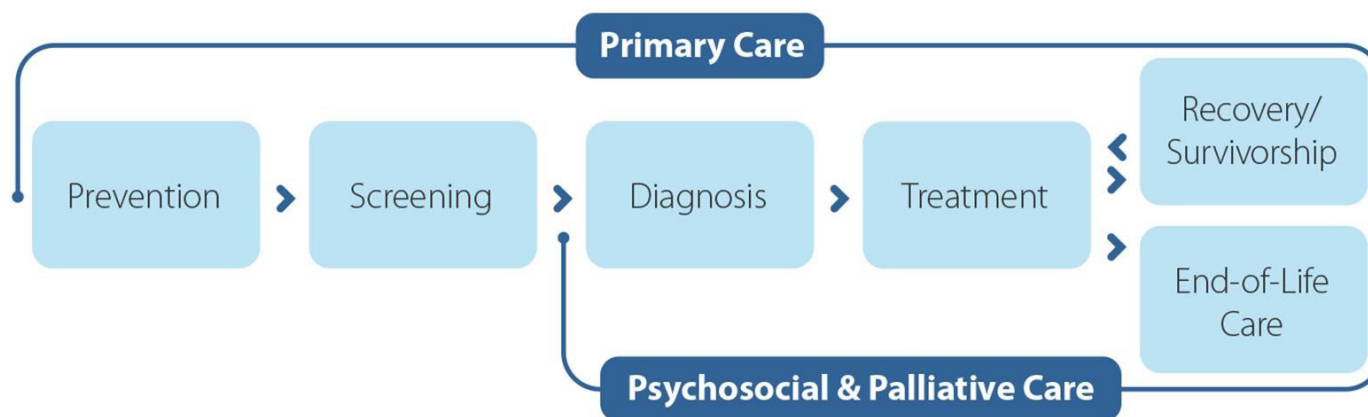 Primary Care
Prevention
Screening
Diagnosis
Treatment
Recovery/
Survivorship
End-of-Life
Care
Psychosocial & Palliative Care